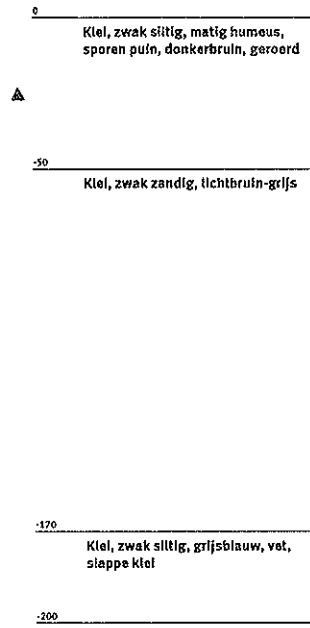 0
Klei, zwak siltig, matig humeus,
sporen puin, donkerbruin, geroerd
-50
Klei, zwak zandig, lichtbruin-grijs
-170
Klei, zwak siltig, grijsblauw, vet,
slappe klei
-200